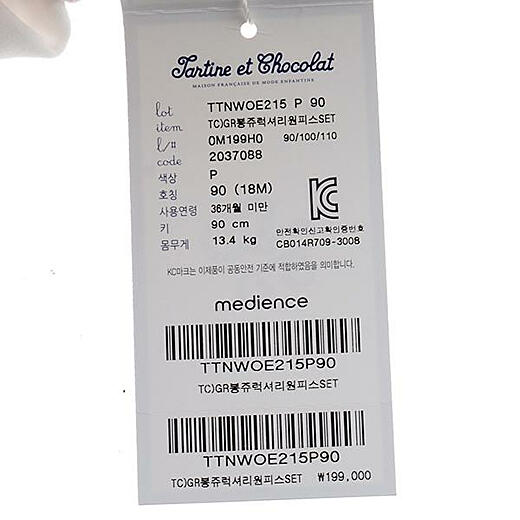 Tartine et Chocolat
MAISON FRANÇAISE DE MODE ENFANTINE
lot TTNWOE215 P 90
item TC)GR봉쥬럭셔리원피스SET
l/# 0M199H0 90/100/110
code 2037088
색상 P
호칭 90 (18M)
사용연령 36개월 미만
키 90 cm
몸무게 13.4 kg
KC
안전확인신고확인증번호
CB014R709-3008
KC마크는 이제품이 공통안전 기준에 적합하였음을 의미합니다.
medience
TTNWOE215P90
TC)GR봉쥬럭셔리원피스SET
TTNWOE215P90
TC)GR봉쥬럭셔리원피스SET ₩199,000